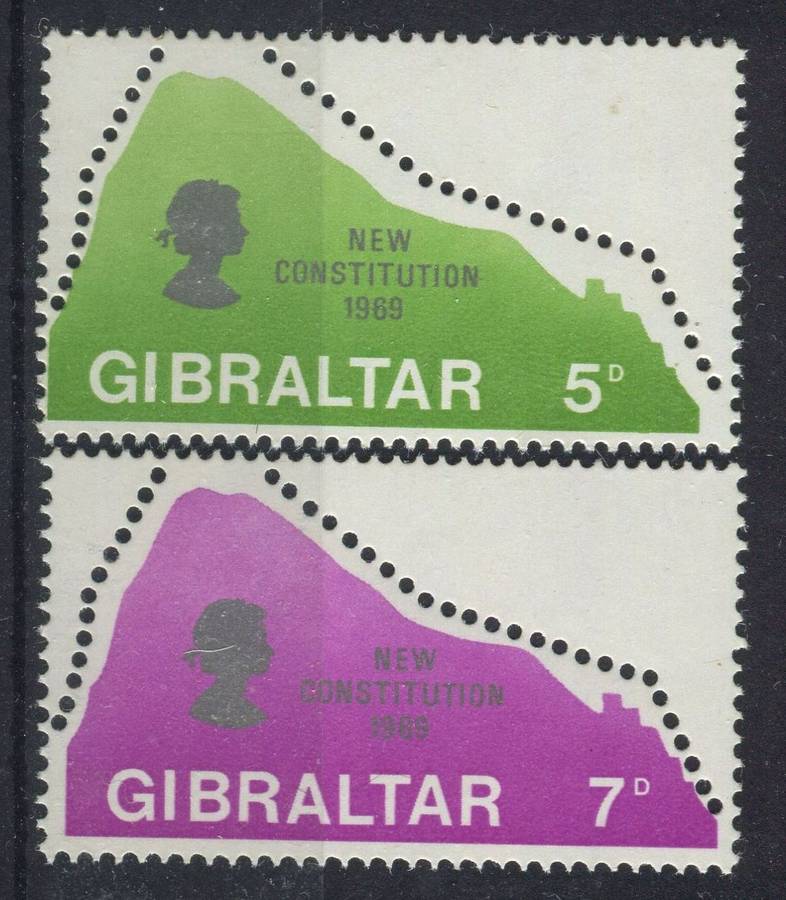 NEW
CONSTITUTION
1969
GIBRALTAR 5D
NEW
CONSTITUTION
1969
GIBRALTAR 7D